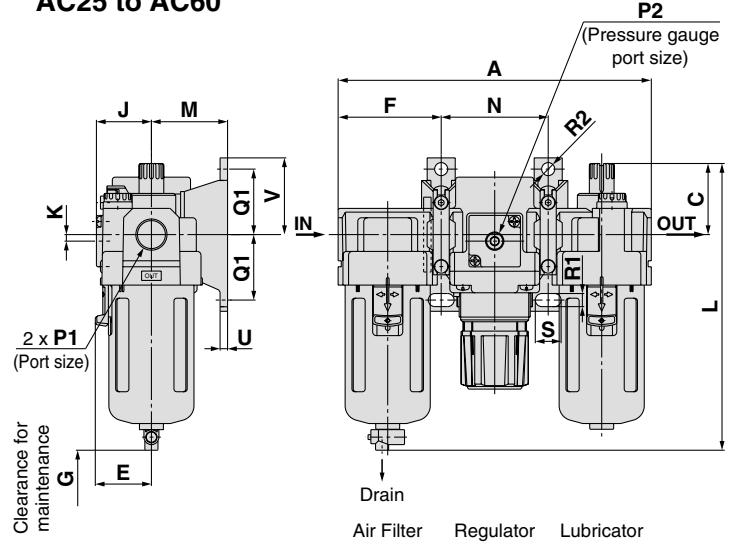 AC25 to AC60
P2
(Pressure gauge
port size)
A
J
M
F
N
R2
K
Q1
V
C
IN
OUT
Q1
R1
OUT
L
2 x P1
(Port size)
U
S
Clearance for
maintenance
G
E
Drain
Air Filter
Regulator
Lubricator